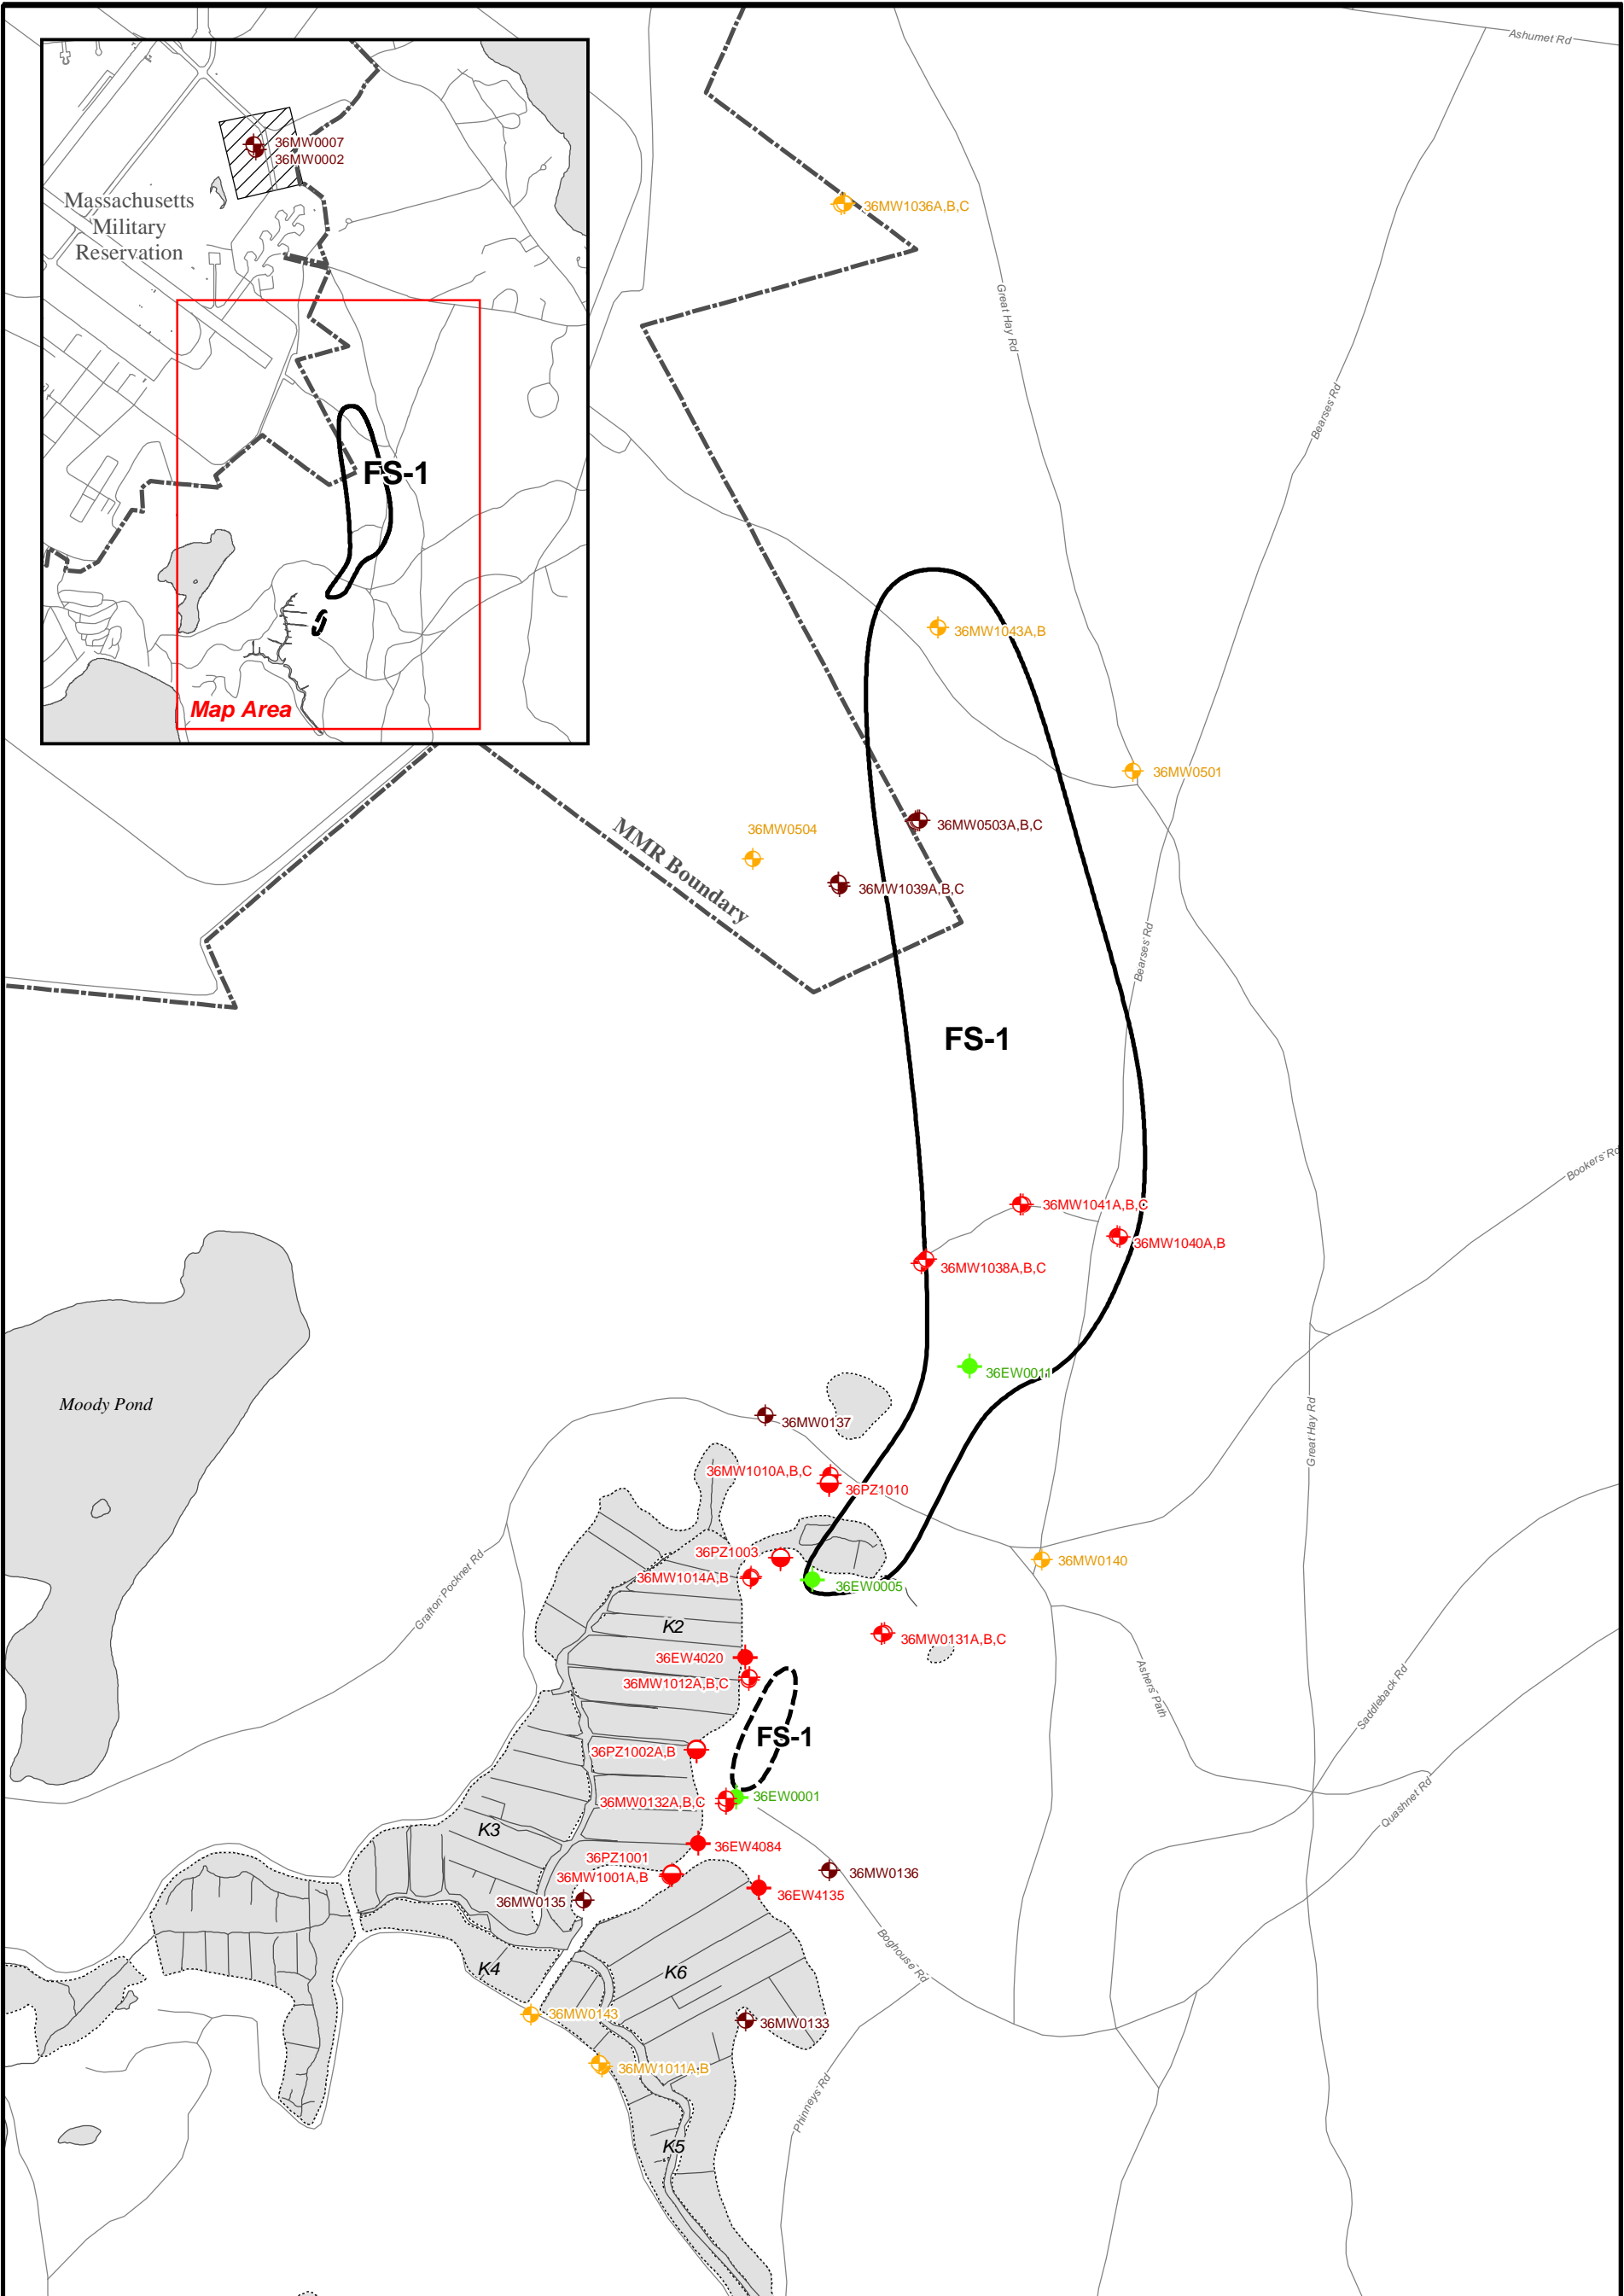 Ashumet Rd
36MW0007
36MW0002
Massachusetts
Military
Reservation
36MW1036A,B,C
Great Hay Rd
Bearses Rd
FS-1
Map Area
36MW1043A,B
36MW0501
36MW0503A,B,C
36MW0504
36MW1039A,B,C
MMR Boundary
Bearses Rd
FS-1
Bookers Rd
36MW1041A,B,C
36MW1040A,B
36MW1038A,B,C
36EW0011
Moody Pond
36MW0137
Great Hay Rd
36MW1010A,B,C
36PZ1010
36PZ1003
36MW0140
36MW1014A,B
36EW0005
Grafton Pocknet Rd
K2
36MW0131A,B,C
36EW4020
36MW1012A,B,C
Ashers Path
Saddleback Rd
FS-1
36PZ1002A,B
36EW0001
36MW0132A,B,C
Quashnet Rd
K3
36EW4084
36PZ1001
36MW1001A,B
36MW0136
36EW4135
36MW0135
Boghouse Rd
K4
K6
36MW0143
36MW0133
36MW1011A,B
Phinneys Rd
K5